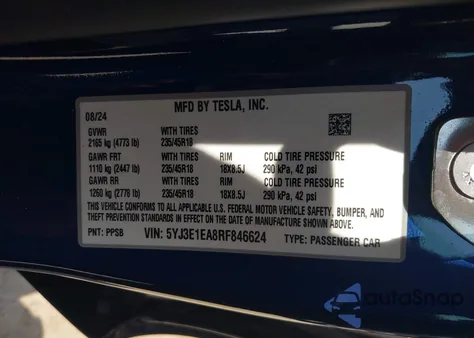 MFD BY TESLA, INC.
08/24
GVWR WITH TIRES
2165 kg (4773 lb) 235/45R18
GAWR FRT WITH TIRES RIM COLD TIRE PRESSURE
1110 kg (2447 lb) 235/45R18 18X8.5J 290 kPa, 42 psi
GAWR RR WITH TIRES RIM COLD TIRE PRESSURE
1260 kg (2778 lb) 235/45R18 18X8.5J 290 kPa, 42 psi
THIS VEHICLE CONFORMS TO ALL APPLICABLE U.S. FEDERAL MOTOR VEHICLE SAFETY, BUMPER, AND
THEFT PREVENTION STANDARDS IN EFFECT ON THE DATE OF MANUFACTURE SHOWN ABOVE.
PNT: PPSB VIN: 5YJ3E1EA8RF846624 TYPE: PASSENGER CAR
autoSnap